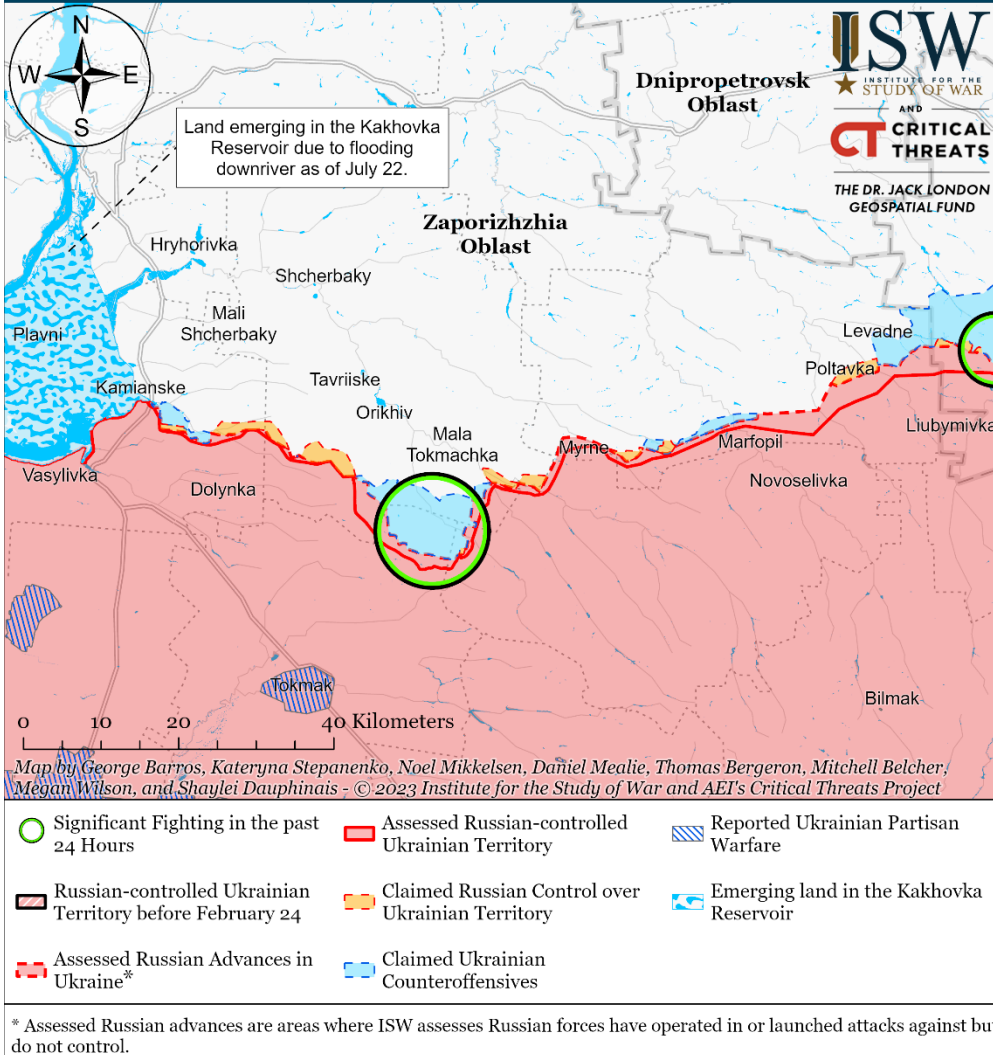 N
W
E
S
ISW
INSTITUTE FOR THE
STUDY OF WAR
AND
CT CRITICAL
THREATS
THE DR. JACK LONDON
GEOSPATIAL FUND
Dnipropetrovsk
Oblast
Land emerging in the Kakhovka
Reservoir due to flooding
downriver as of July 22.
Zaporizhzhia
Oblast
Hryhorivka
Shcherbaky
Mali
Shcherbaky
Plavni
Levadne
Poltavka
Kamianske
Tavriiske
Orikhiv
Mala
Tokmachka
Myrne
Marfopil
Liubymivka
Vasylivka
Dolynka
Novoselivka
Tokmak
Bilmak
0 10 20 40 Kilometers
Map by George Barros, Kateryna Stepanenko, Noel Mikkelsen, Daniel Mealie, Thomas Bergeron, Mitchell Belcher,
Megan Wilson, and Shaylei Dauphinais - © 2023 Institute for the Study of War and AEI's Critical Threats Project
Significant Fighting in the past
24 Hours
Russian-controlled Ukrainian
Territory before February 24
Assessed Russian Advances in
Ukraine*
Assessed Russian-controlled
Ukrainian Territory
Claimed Russian Control over
Ukrainian Territory
Claimed Ukrainian
Counteroffensives
Reported Ukrainian Partisan
Warfare
Emerging land in the Kakhovka
Reservoir
* Assessed Russian advances are areas where ISW assesses Russian forces have operated in or launched attacks against but
do not control.